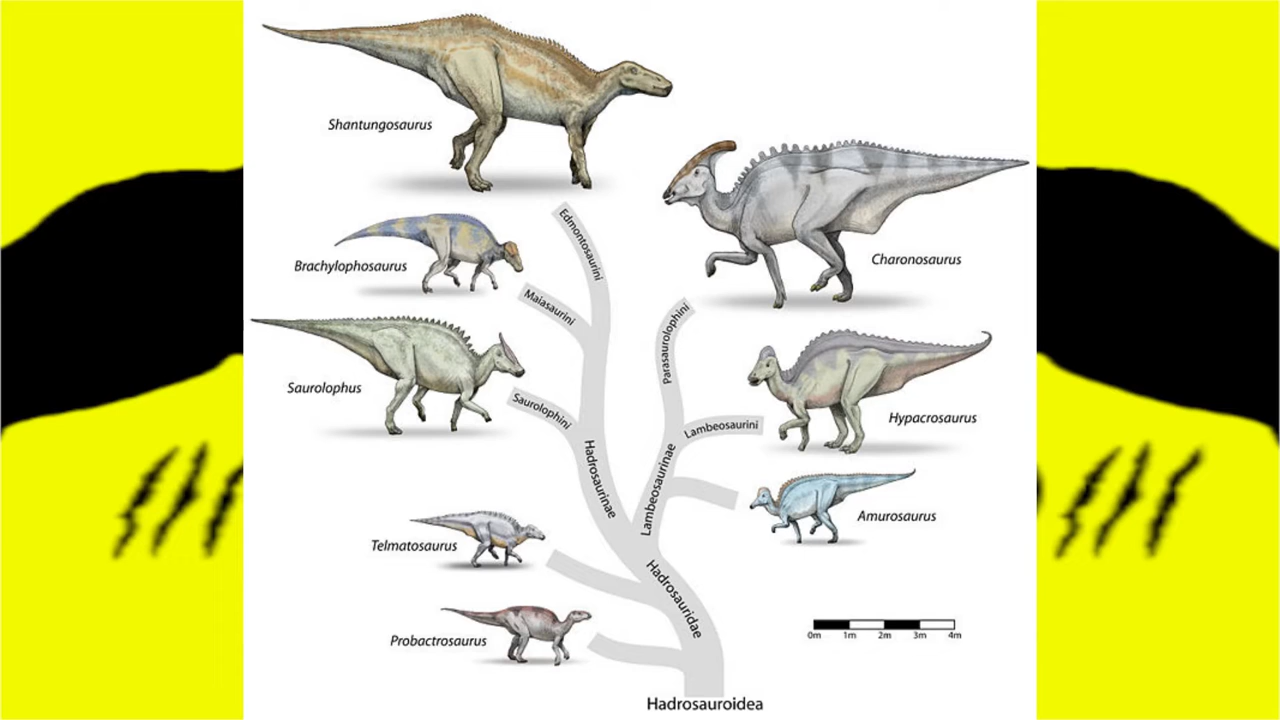 Shantungosaurus
Edmontosaurini
Brachylophosaurus
Charonosaurus
Maiasaurini
Parasaurolophini
Saurolophus
Saurolophini
Lambeosaurini
Hypacrosaurus
Hadrosaurinae
Lambeosaurinae
Amurosaurus
Telmatosaurus
Hadrosauridae
Probactrosaurus
0m 1m 2m 3m 4m
Hadrosauroidea